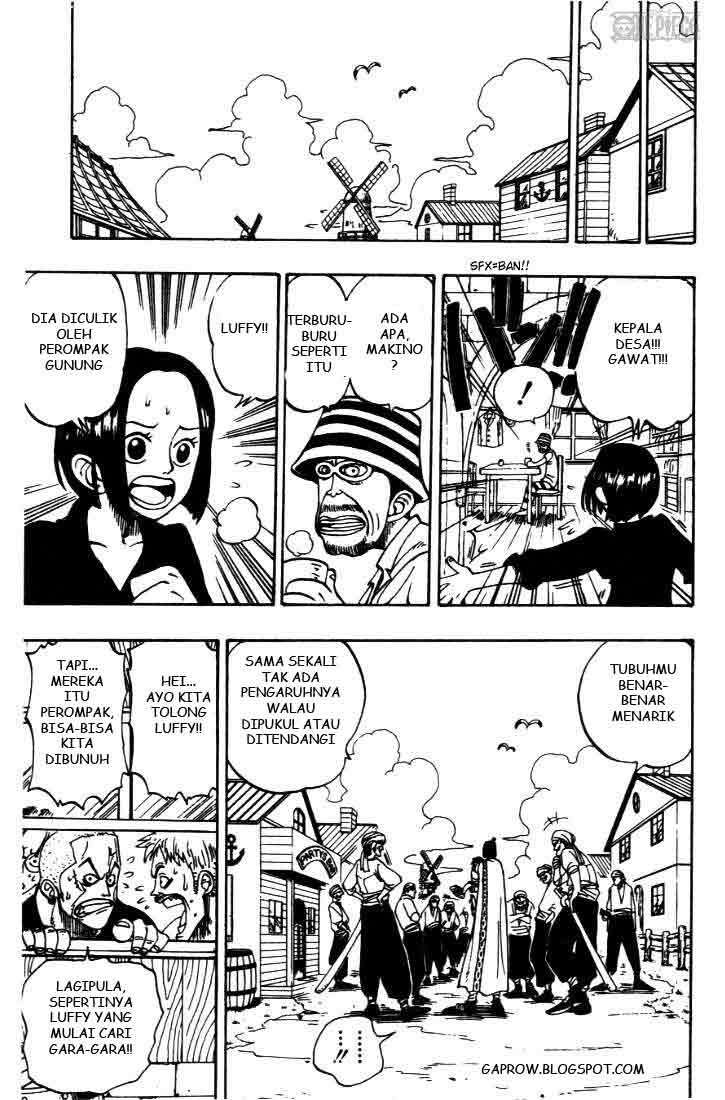 ONE PIECE
SFX=BAN!!
KEPALA
DESA!!!
GAWAT!!!
!
ADA
APA,
MAKINO
?
TERBURU-
BURU
SEPERTI
ITU
LUFFY!!
DIA DICULIK
OLEH
PEROMPAK
GUNUNG
TUBUHMU
BENAR-
BENAR
MENARIK
SAMA SEKALI
TAK ADA
PENGARUHNYA
WALAU
DIPUKUL ATAU
DITENDANGI
PARTYS
......!!
GAPROW.BLOGSPOT.COM
HEI...
AYO KITA
TOLONG
LUFFY!!
TAPI...
MEREKA
ITU
PEROMPAK,
BISA-BISA
KITA
DIBUNUH
LAGIPULA,
SEPERTINYA
LUFFY YANG
MULAI CARI
GARA-GARA!!